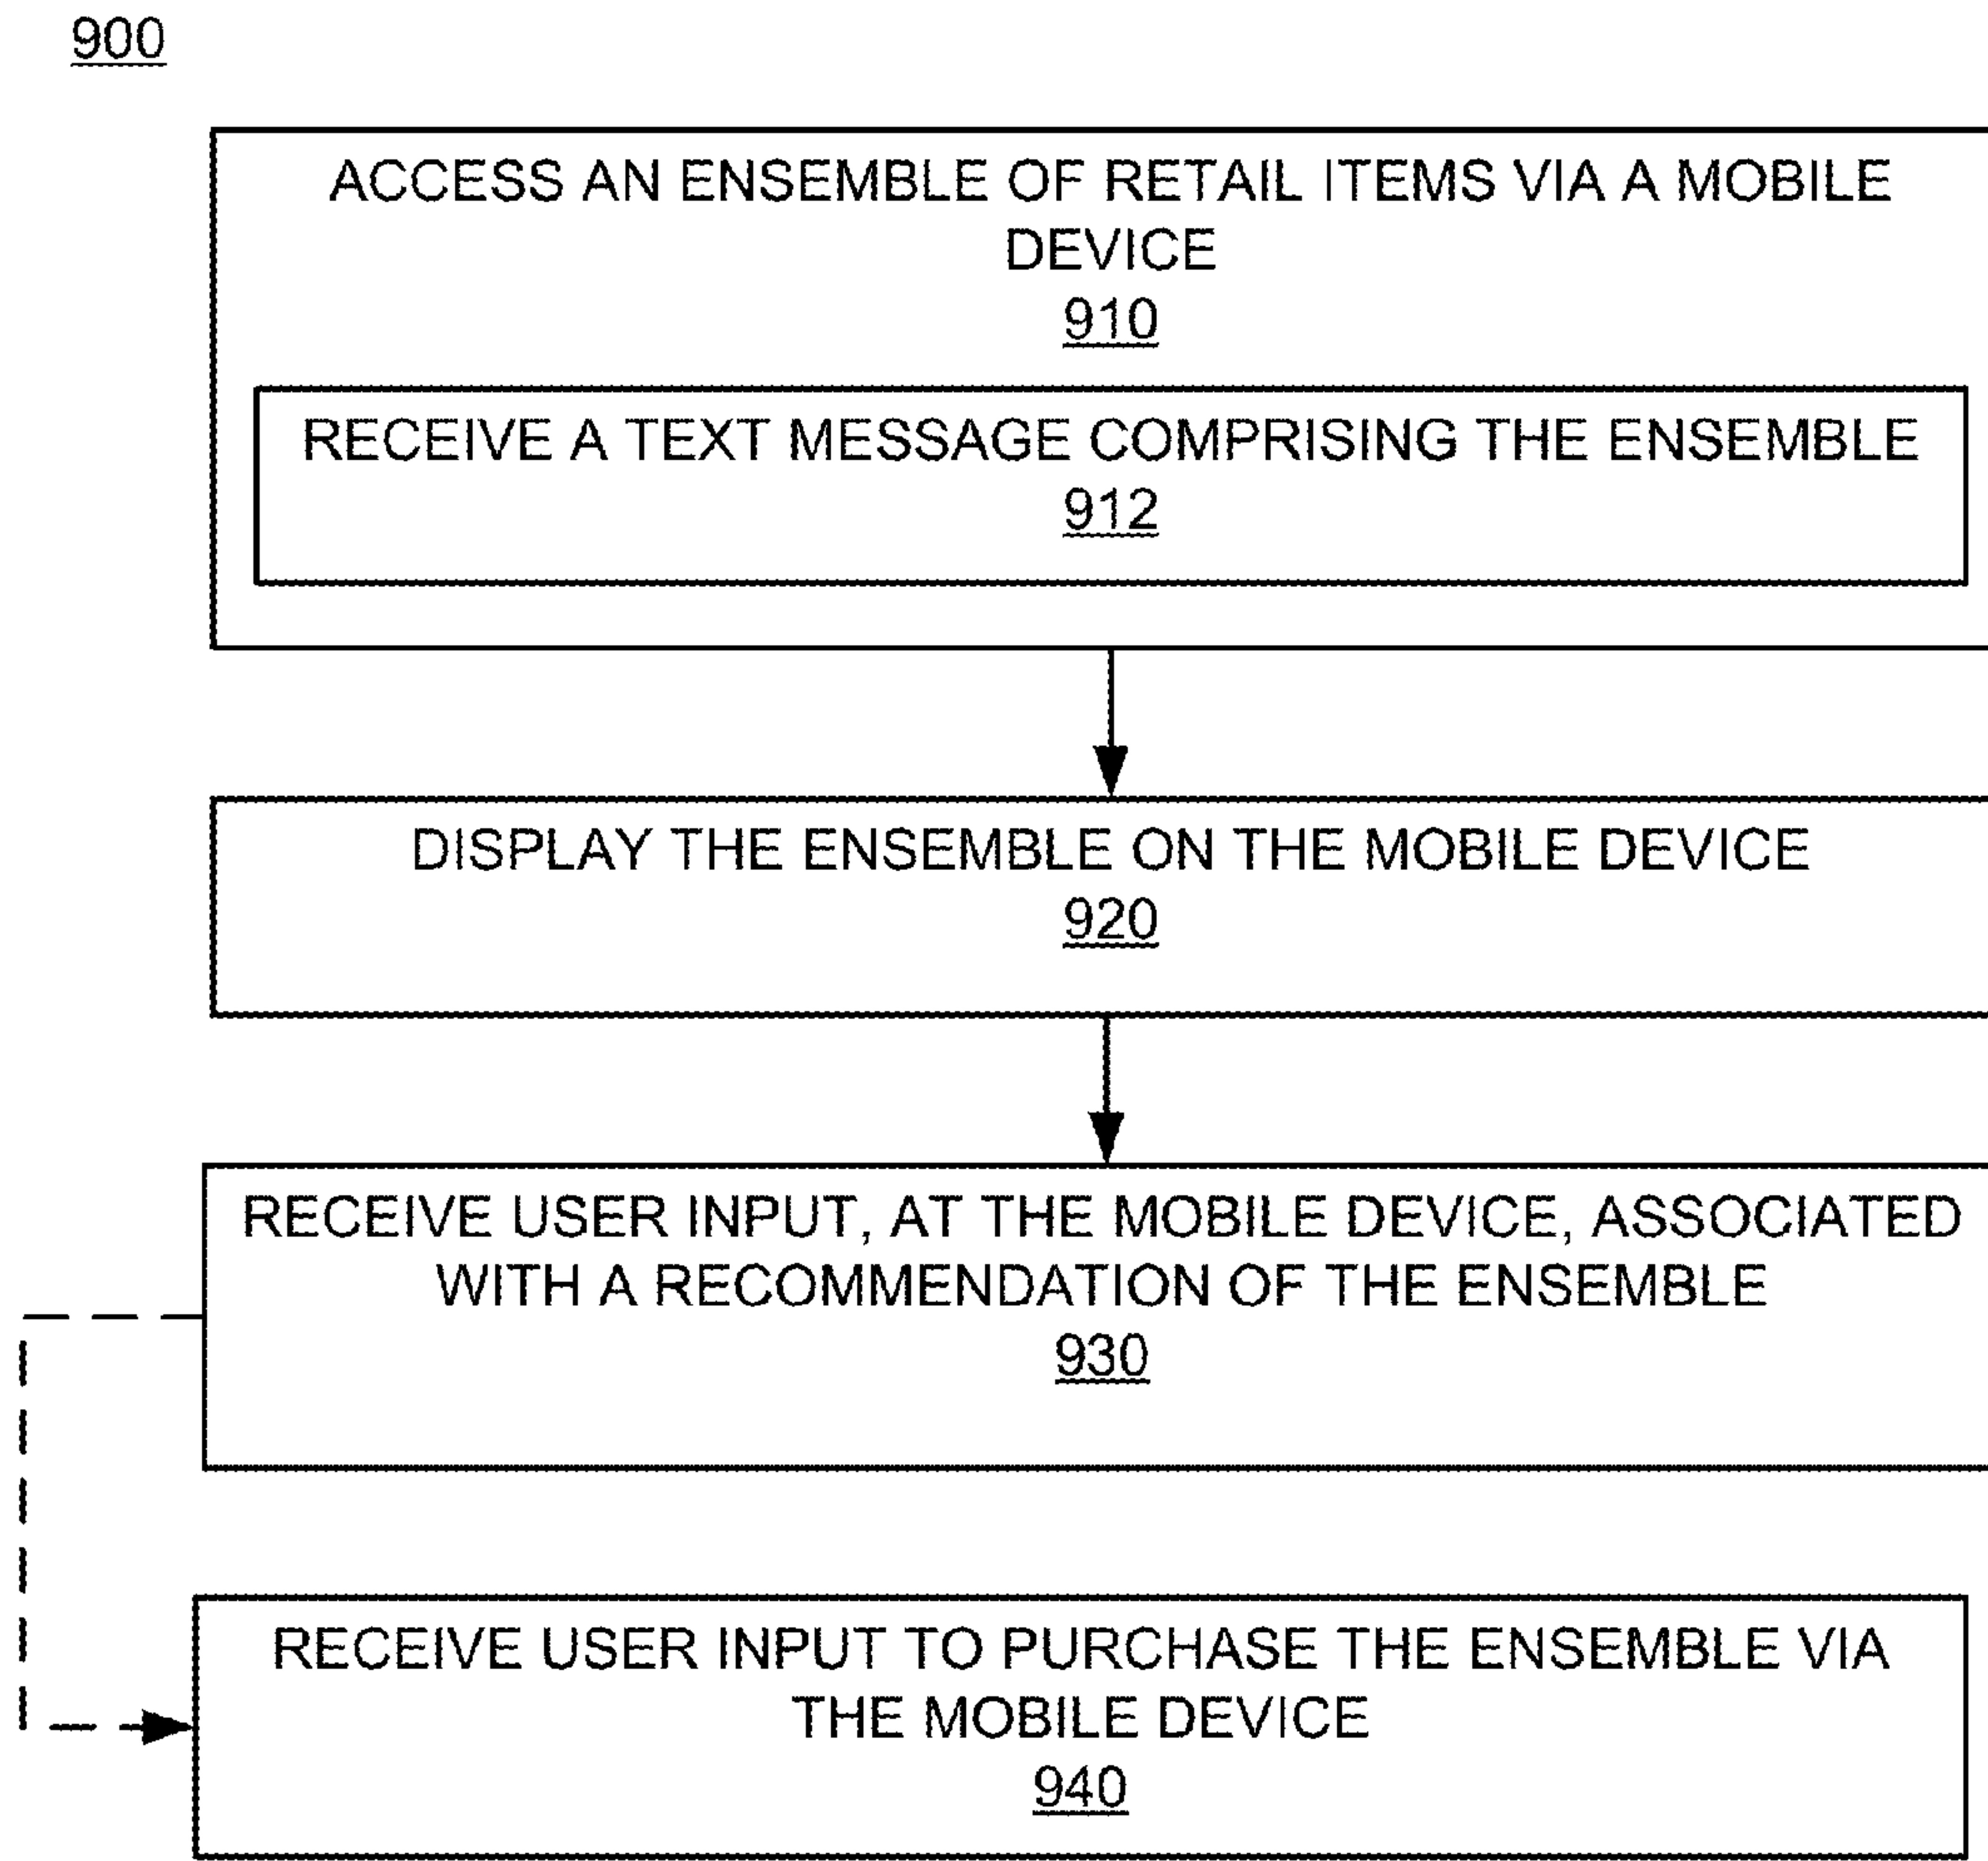 900
ACCESS AN ENSEMBLE OF RETAIL ITEMS VIA A MOBILE
DEVICE
910
RECEIVE A TEXT MESSAGE COMPRISING THE ENSEMBLE
912
DISPLAY THE ENSEMBLE ON THE MOBILE DEVICE
920
RECEIVE USER INPUT, AT THE MOBILE DEVICE, ASSOCIATED
WITH A RECOMMENDATION OF THE ENSEMBLE
930
RECEIVE USER INPUT TO PURCHASE THE ENSEMBLE VIA
THE MOBILE DEVICE
940